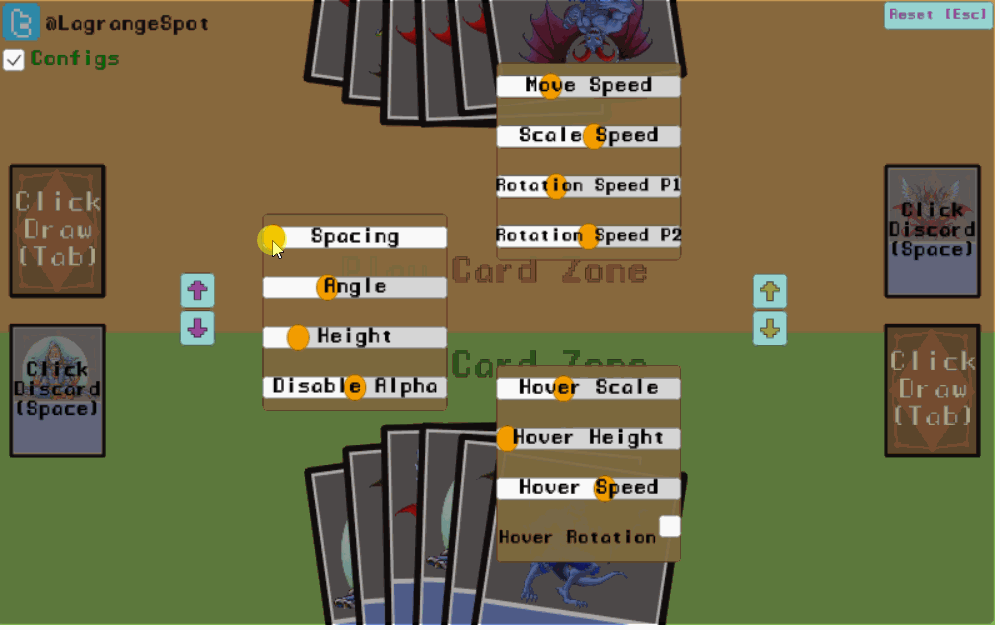 @LagrangeSpot
Reset [Esc]
Configs
Move Speed
Scale Speed
Rotation Speed P1
Rotation Speed P2
Click
Draw
(Tab)
Click
Discard
(Space)
Spacing
Angle
Height
Disable Alpha
Card Zone
Card Zone
Hover Scale
Hover Height
Hover Speed
Hover Rotation
Click
Discard
(Space)
Click
Draw
(Tab)